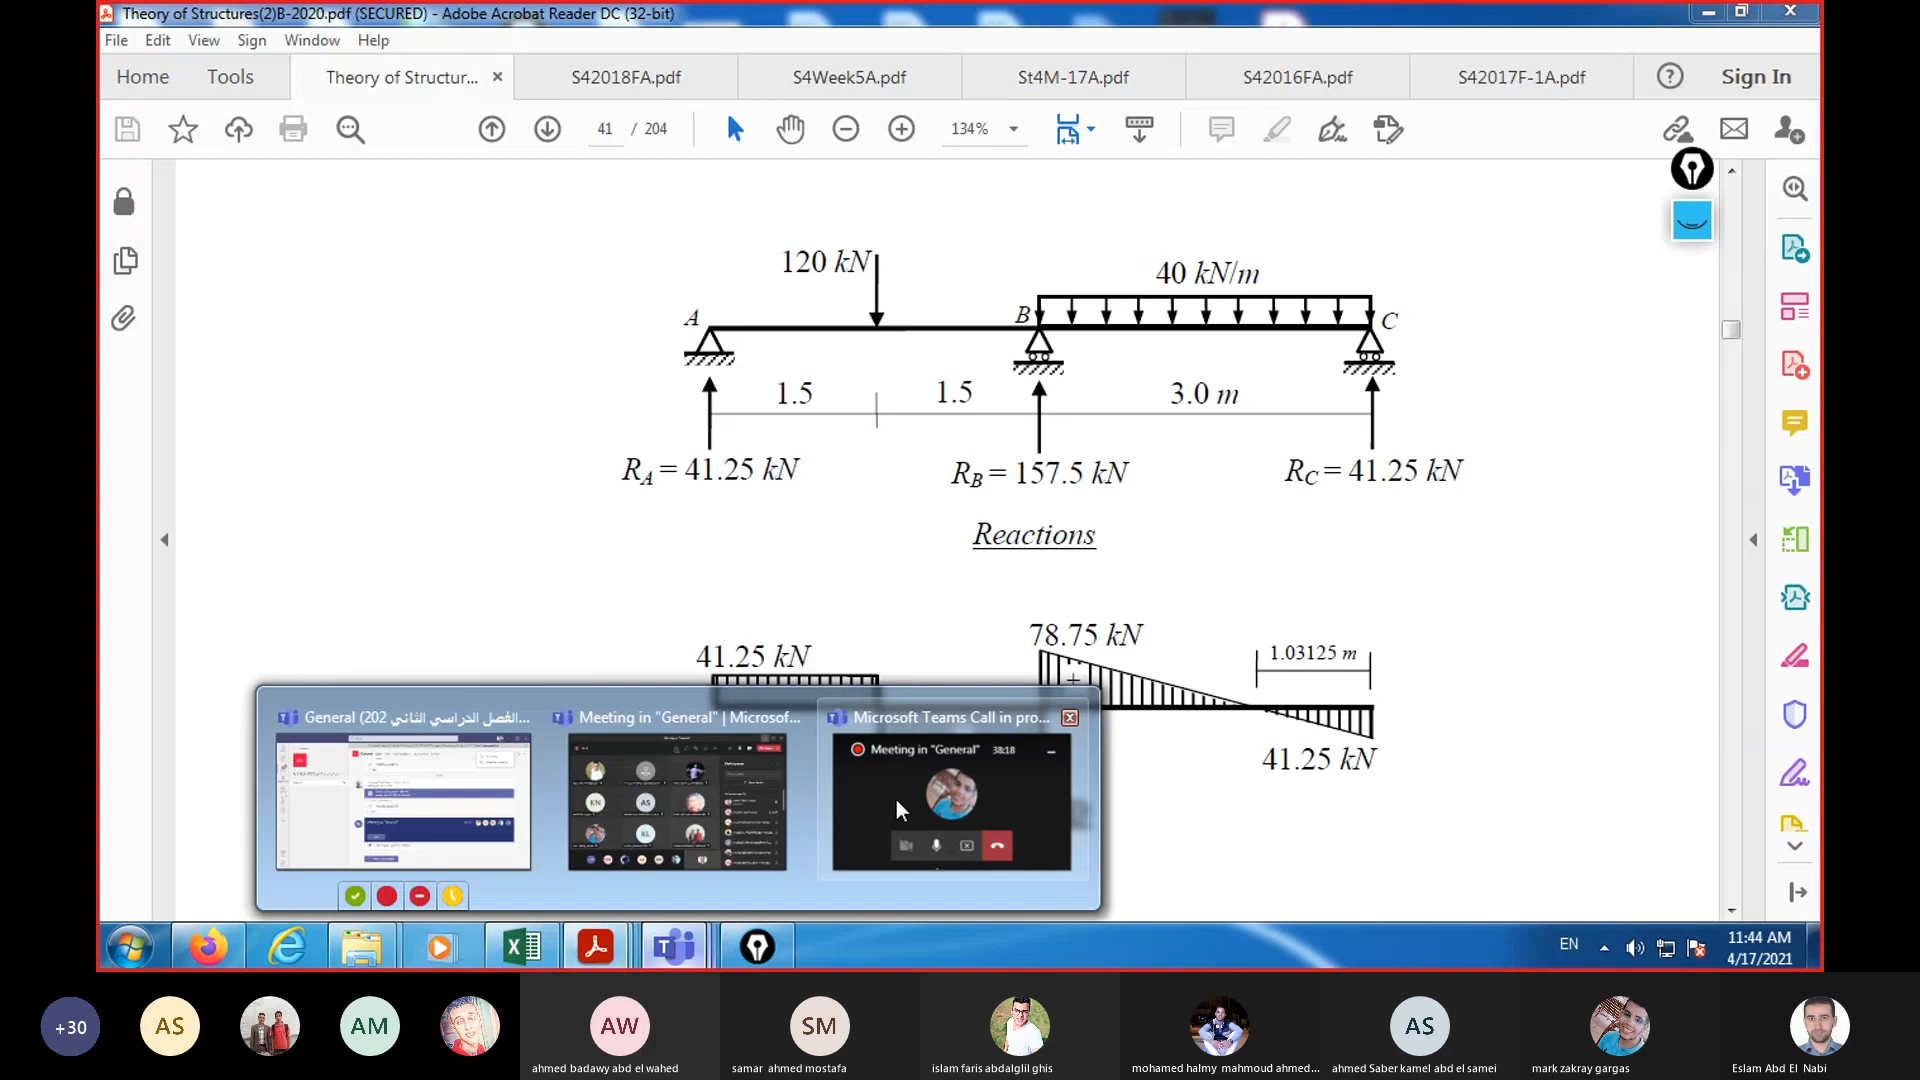 Theory of Structures(2)B-2020.pdf (SECURED) - Adobe Acrobat Reader DC (32-bit)
File Edit View Sign Window Help
Home Tools Theory of Structur... S42018FA.pdf S4Week5A.pdf St4M-17A.pdf S42016FA.pdf S42017F-1A.pdf Sign In
41 / 204 134%
120 kN
40 kN/m
A B C
1.5 1.5 3.0 m
RA = 41.25 kN RB = 157.5 kN RC = 41.25 kN
Reactions
78.75 kN
41.25 kN 1.03125 m
+
General (202 الفصل الدراسي الثاني... Meeting in "General" | Microsof... Microsoft Teams Call in pro...
Meeting in "General" 38:18
KN AS
KL
41.25 kN
EN 11:44 AM
4/17/2021
+30 AS AM AW SM AS
ahmed badawy abd el wahed samar ahmed mostafa islam faris abdalglil ghis mohamed halmy mahmoud ahmed... ahmed Saber kamel abd el samei mark zakray gargas Eslam Abd El Nabi